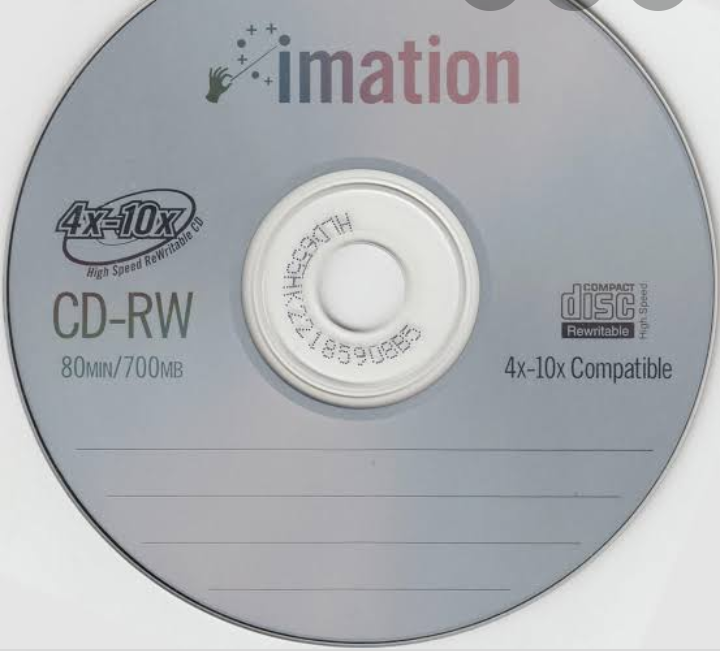 imation
4x-10x
High Speed ReWritable CD
CD-RW
80MIN/700MB
COMPACT
disc
Rewritable
High Speed
4x-10x Compatible